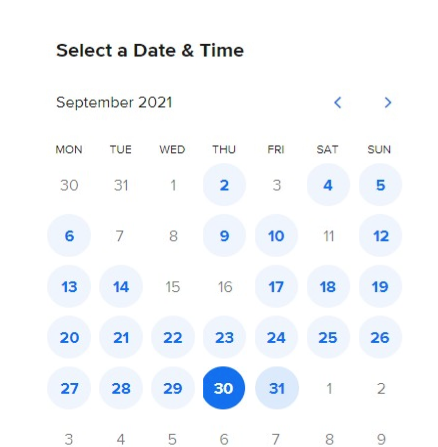 Select a Date & Time
September 2021
MON TUE WED THU FRI SAT SUN
30 31 1 2 3 4 5
6 7 8 9 10 11 12
13 14 15 16 17 18 19
20 21 22 23 24 25 26
27 28 29 30 31 1 2
3 4 5 6 7 8 9